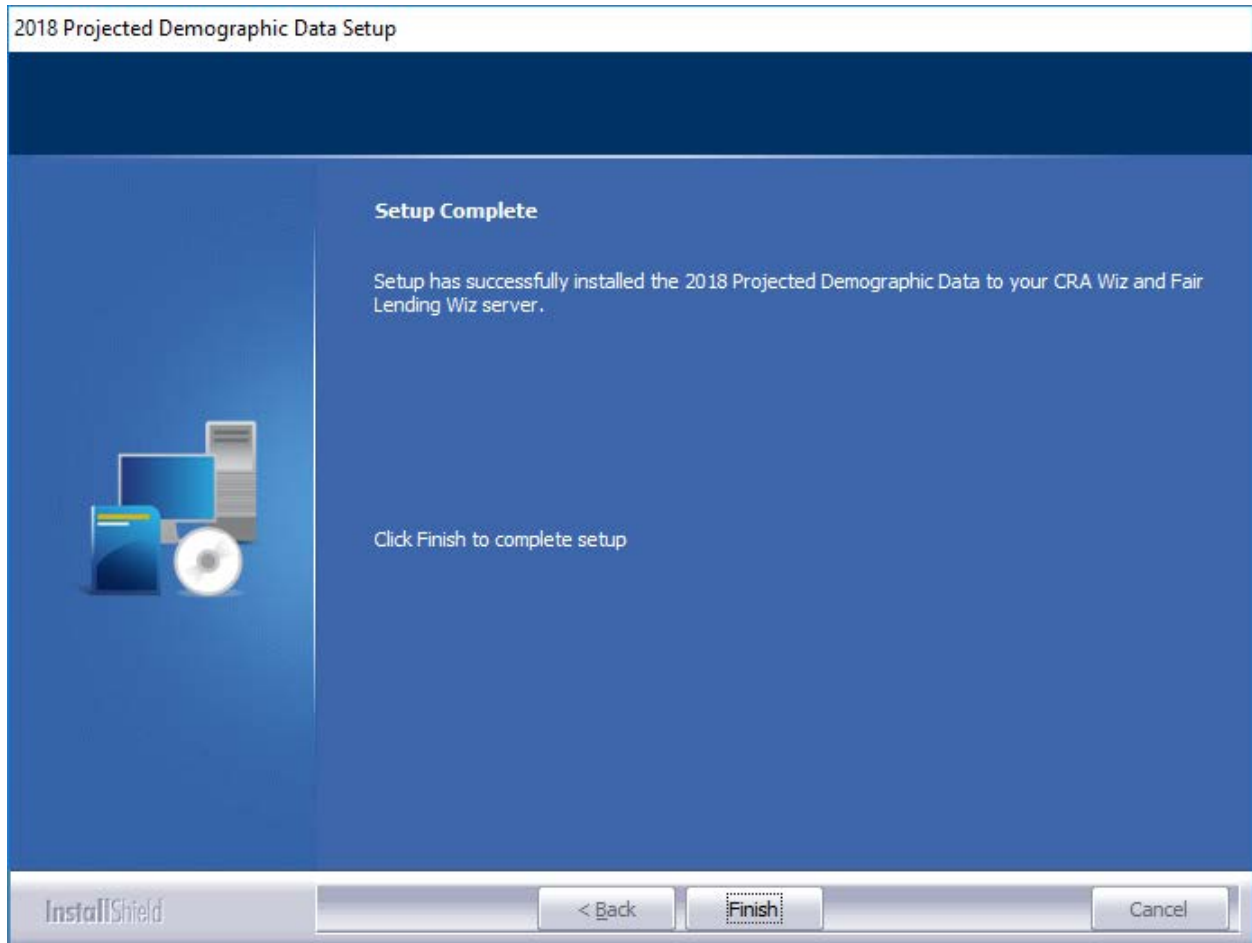 2018 Projected Demographic Data Setup
Setup Complete
Setup has successfully installed the 2018 Projected Demographic Data to your CRA Wiz and Fair
Lending Wiz server.
Click Finish to complete setup
InstallShield
< Back
Finish
Cancel